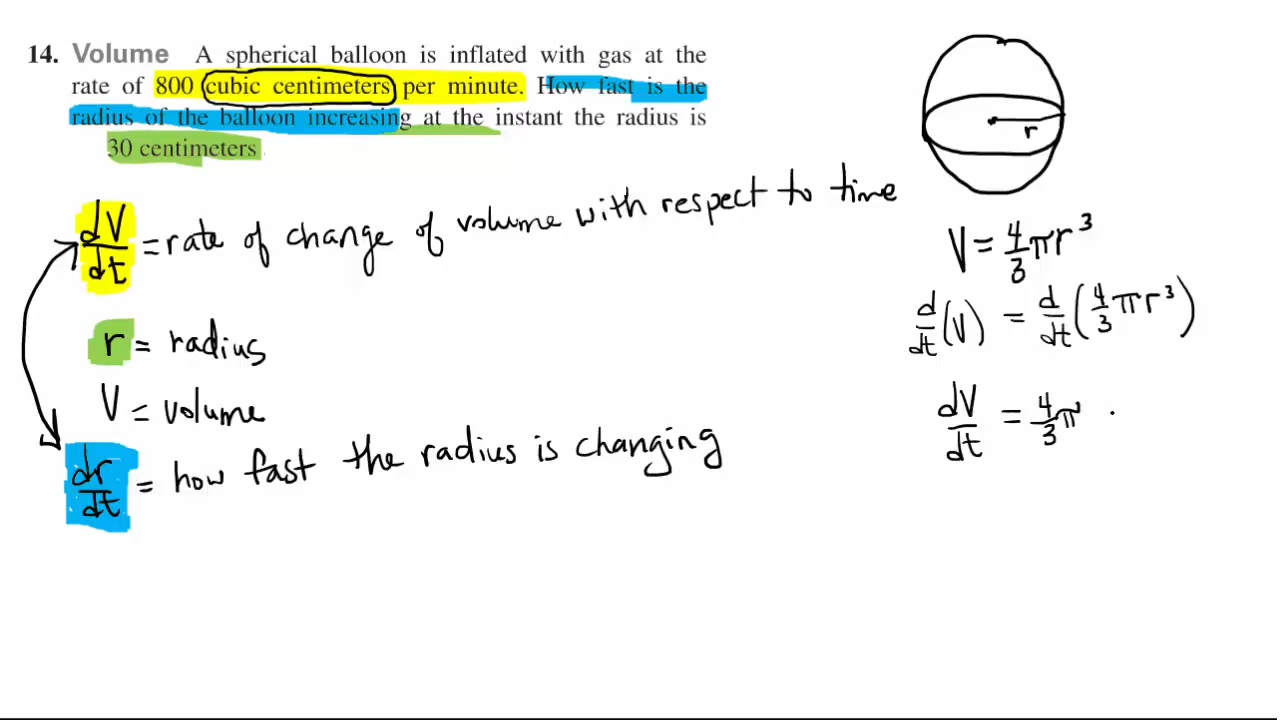 14. Volume A spherical balloon is inflated with gas at the
rate of 800 cubic centimeters per minute. How fast is the
radius of the balloon increasing at the instant the radius is
30 centimeters
dV/dt = rate of change of volume with respect to time
r = radius
V = volume
dr/dt = how fast the radius is changing
r
V = 4/3 πr³
d/dt (V) = d/dt (4/3 πr³)
dV/dt = 4/3 π ·